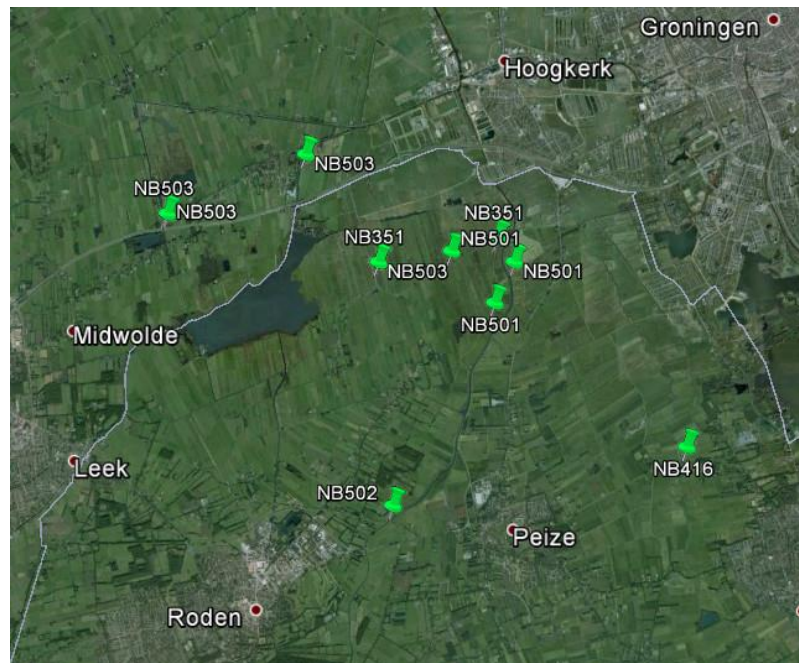 Groningen
Hoogkerk
NB503
NB503
NB503
NB351
NB351
NB501
NB503
NB501
NB501
Midwolde
Leek
NB416
NB502
Peize
Roden